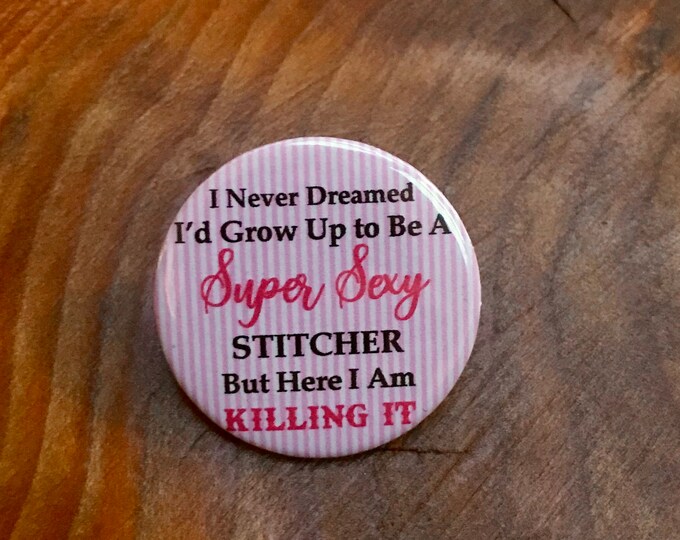 I Never Dreamed
I'd Grow Up to Be A
Super Sexy
STITCHER
But Here I Am
KILLING IT